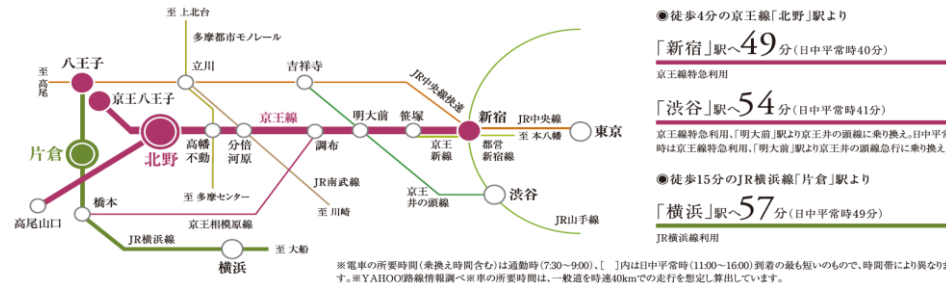 至 上北台
多摩都市モノレール
八王子
立川
吉祥寺
至 高尾
京王八王子
JR中央線快速
新宿
JR中央線
京王線
明大前
笹塚
東京
至 本八幡
片倉
北野
高幡不動
分倍河原
調布
京王新線
都営新宿線
JR南武線
至 多摩センター
京王井の頭線
渋谷
高尾山口
橋本
京王相模原線
至 川崎
JR山手線
JR横浜線
至 大船
横浜
◉徒歩4分の京王線「北野」駅より
「新宿」駅へ49分(日中平常時40分)
京王線特急利用
「渋谷」駅へ54分(日中平常時41分)
京王線特急利用、「明大前」駅より京王井の頭線に乗り換え。日中平常
時は京王線特急利用、「明大前」駅より京王井の頭線急行に乗り換え
◉徒歩15分のJR横浜線「片倉」駅より
「横浜」駅へ57分(日中平常時49分)
JR横浜線利用
※電車の所要時間(乗換え時間含む)は通勤時(7:30~9:00)、[ ]内は日中平常時(11:00~16:00)到着の最も短いもので、時間帯により異なりま
す。※YAHOO!路線情報調べ※車の所要時間は、一般道を時速40kmでの走行を想定し算出しています。